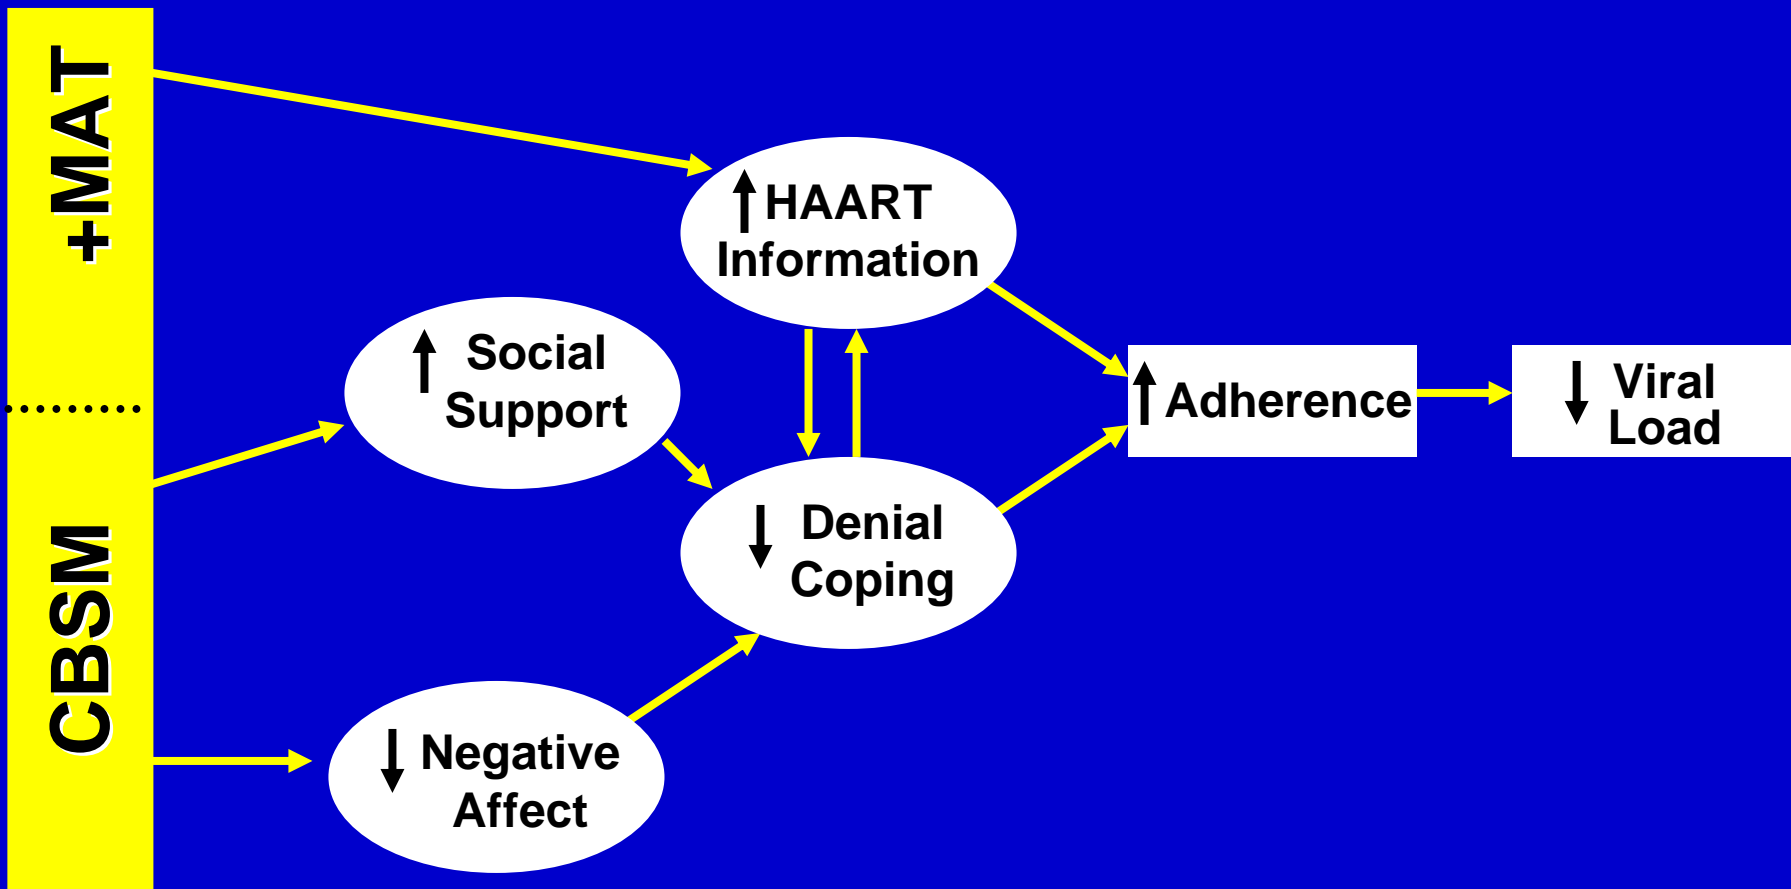 +MAT
CBSM
HAART
Information
Social
Support
Denial
Coping
Negative
Affect
Adherence
Viral
Load